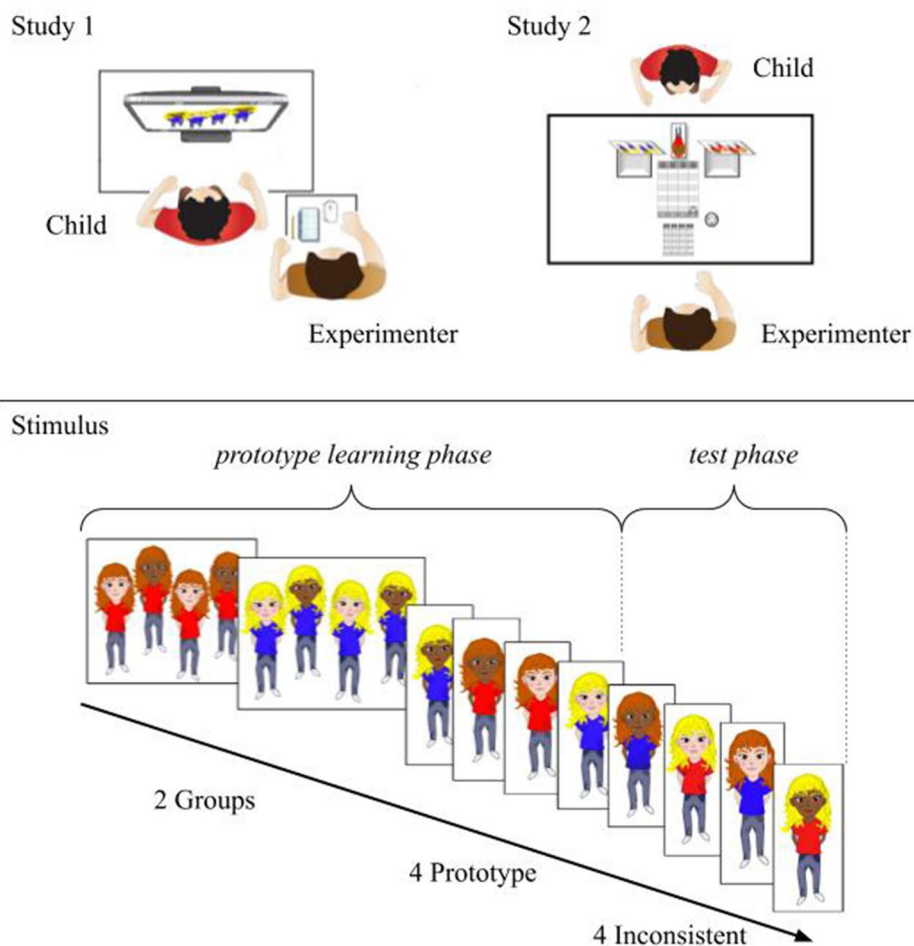 Study 1
Study 2
Child
Child
Experimenter
Experimenter
Stimulus
prototype learning phase
test phase
2 Groups
4 Prototype
4 Inconsistent